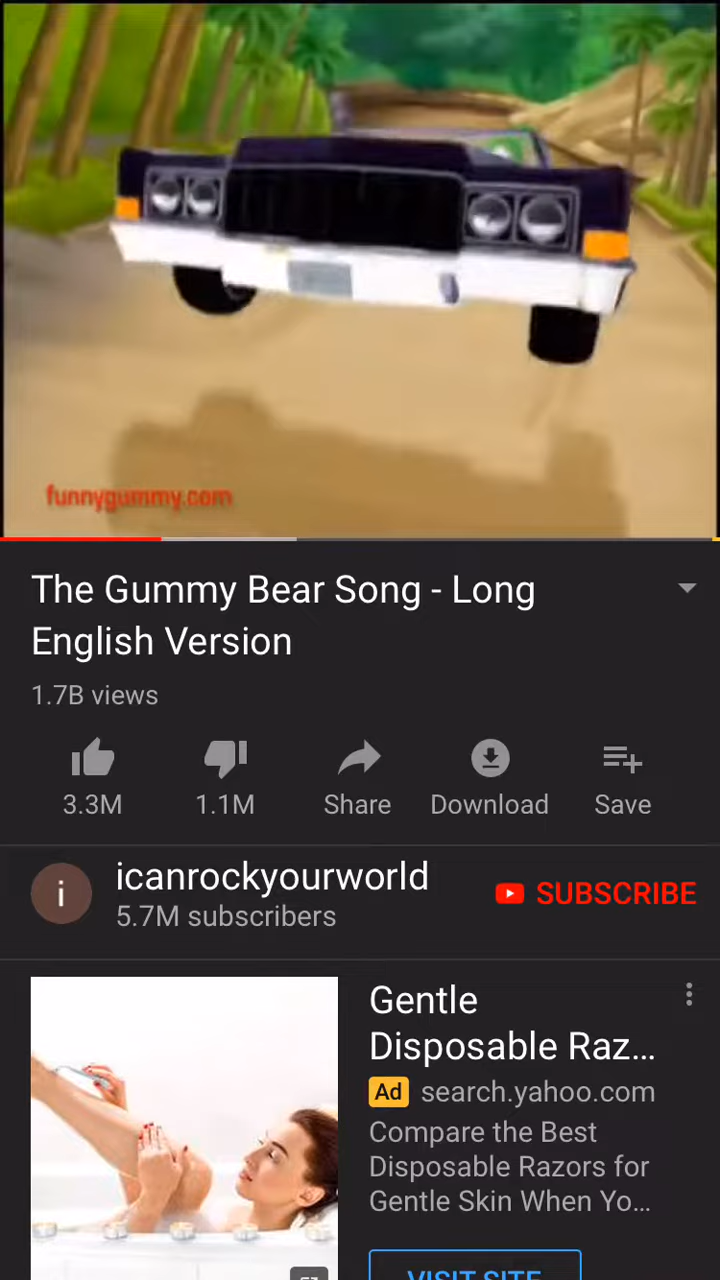 funnygummy.com
The Gummy Bear Song - Long
English Version
1.7B views
3.3M
1.1M
Share
Download
Save
i
icanrockyourworld
5.7M subscribers
SUBSCRIBE
Gentle
Disposable Raz...
Ad search.yahoo.com
Compare the Best
Disposable Razors for
Gentle Skin When Yo...
VISIT SITE